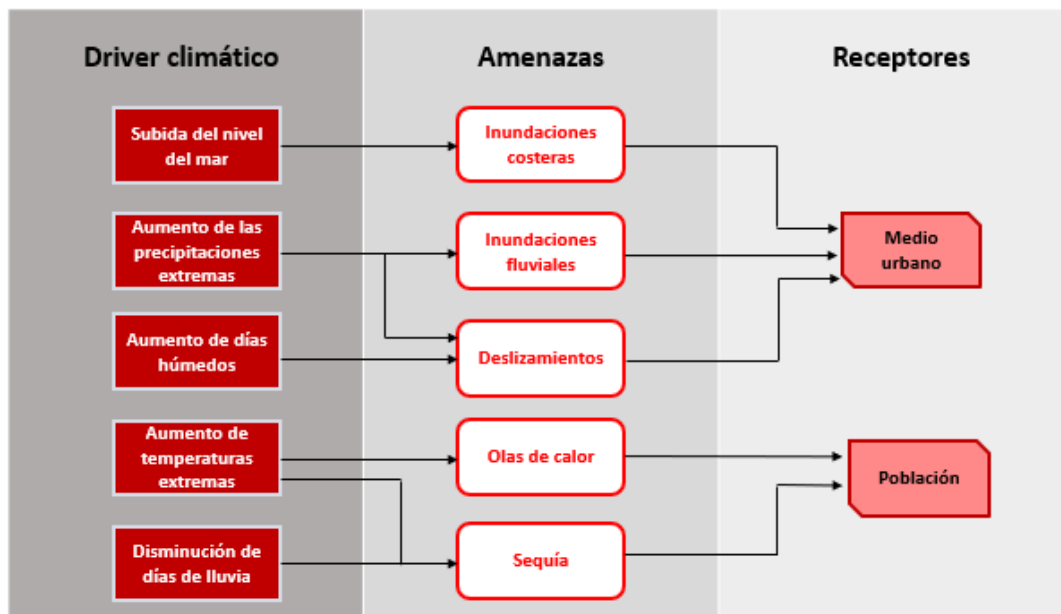 Driver climático
Amenazas
Receptores
Subida del nivel
del mar
Inundaciones
costeras
Aumento de las
precipitaciones
extremas
Inundaciones
fluviales
Medio
urbano
Aumento de días
húmedos
Deslizamientos
Aumento de
temperaturas
extremas
Olas de calor
Población
Disminución de
días de lluvia
Sequía